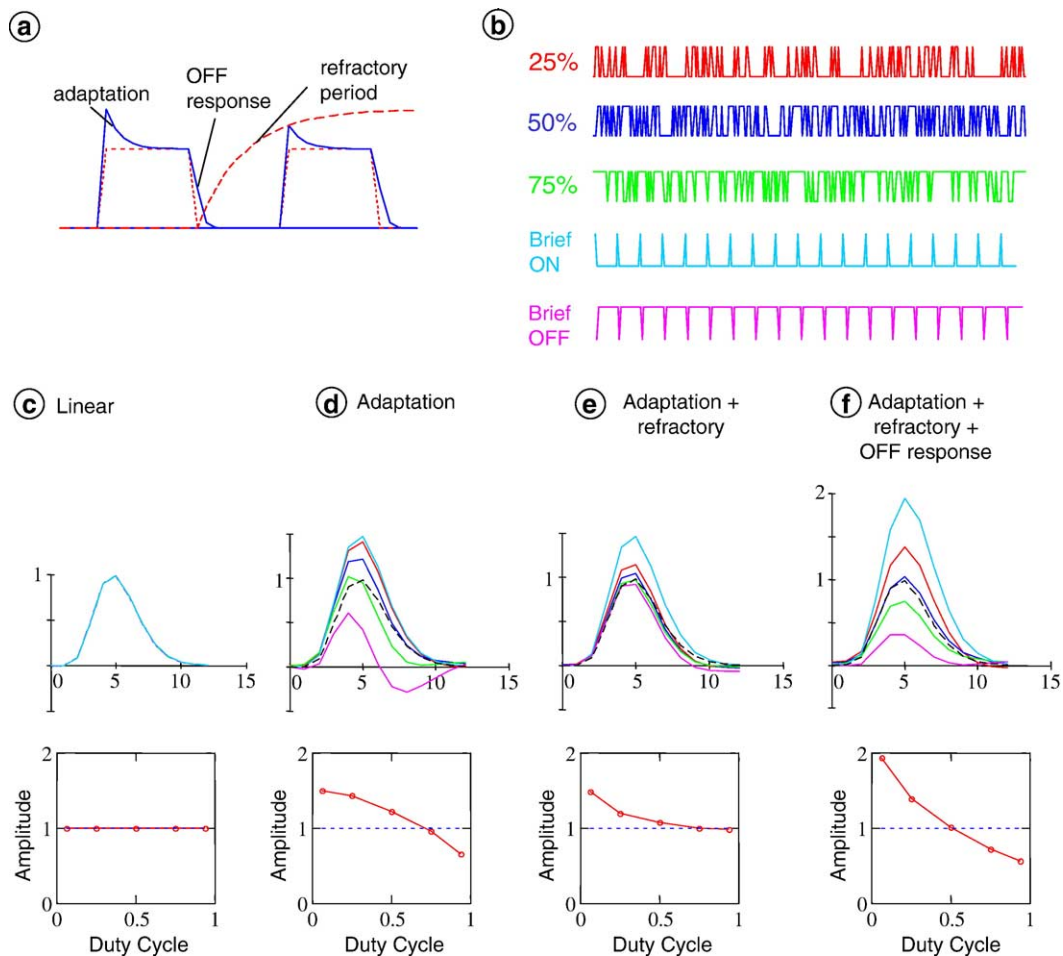 a
adaptation
OFF
response
refractory
period
b
25%
50%
75%
Brief
ON
Brief
OFF
c Linear
d Adaptation
e Adaptation +
refractory
f Adaptation +
refractory +
OFF response
1
0 5 10 15
1
0 5 10 15
1
0 5 10 15
2
1
0 5 10 15
Amplitude
2
1
0
0 0.5 1
Duty Cycle
Amplitude
2
1
0
0 0.5 1
Duty Cycle
Amplitude
2
1
0
0 0.5 1
Duty Cycle
Amplitude
2
1
0
0 0.5 1
Duty Cycle